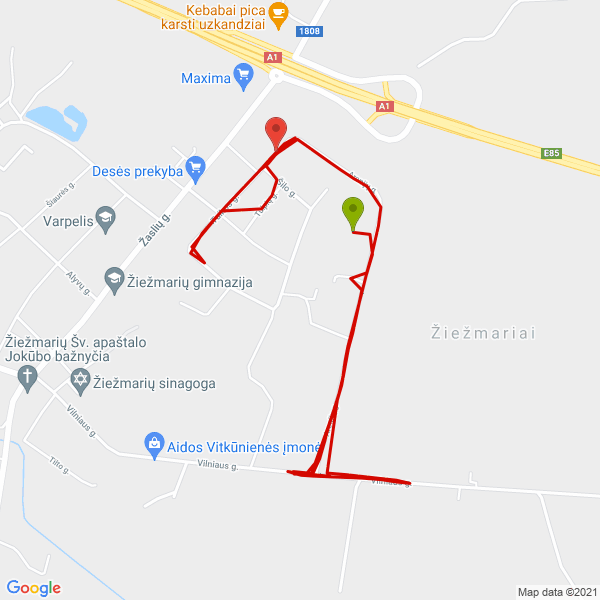 Kebabai pica
karsti uzkandziai
1808
A1
Maxima
A1
E85
Desės prekyba
Šiaurės g.
Šilo g.
Žaslių g.
Varpelis
Alyvų g.
Žiežmarių gimnazija
Žiežmariai
Žiežmarių Šv. apaštalo
Jokūbo bažnyčia
Žiežmarių sinagoga
Vilniaus g.
Aidos Vitkūnienės įmonė
Tilto g.
Vilniaus g.
Vilniaus g.
Google
Map data ©2021